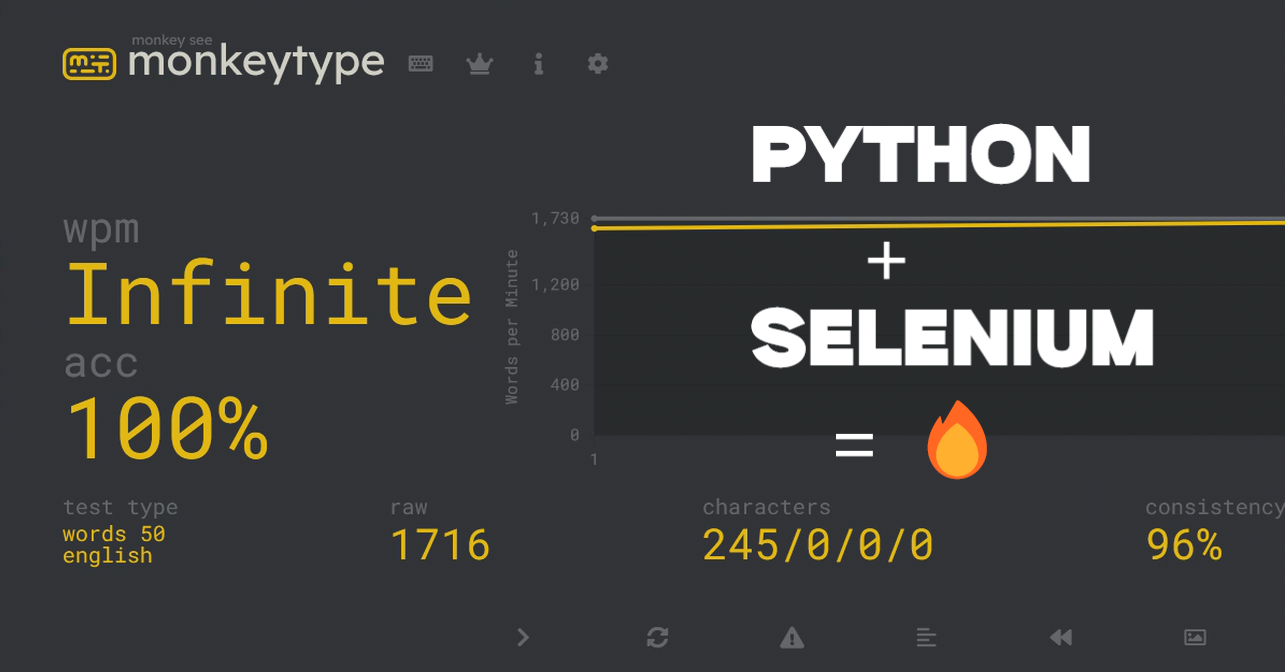 monkey see
monkeytype
PYTHON
+
SELENIUM
=
wpm
Infinite
acc
100%
Words per Minute
1,730
1,200
800
400
0
1
test type
words 50
english
raw
1716
characters
245/0/0/0
consistency
96%